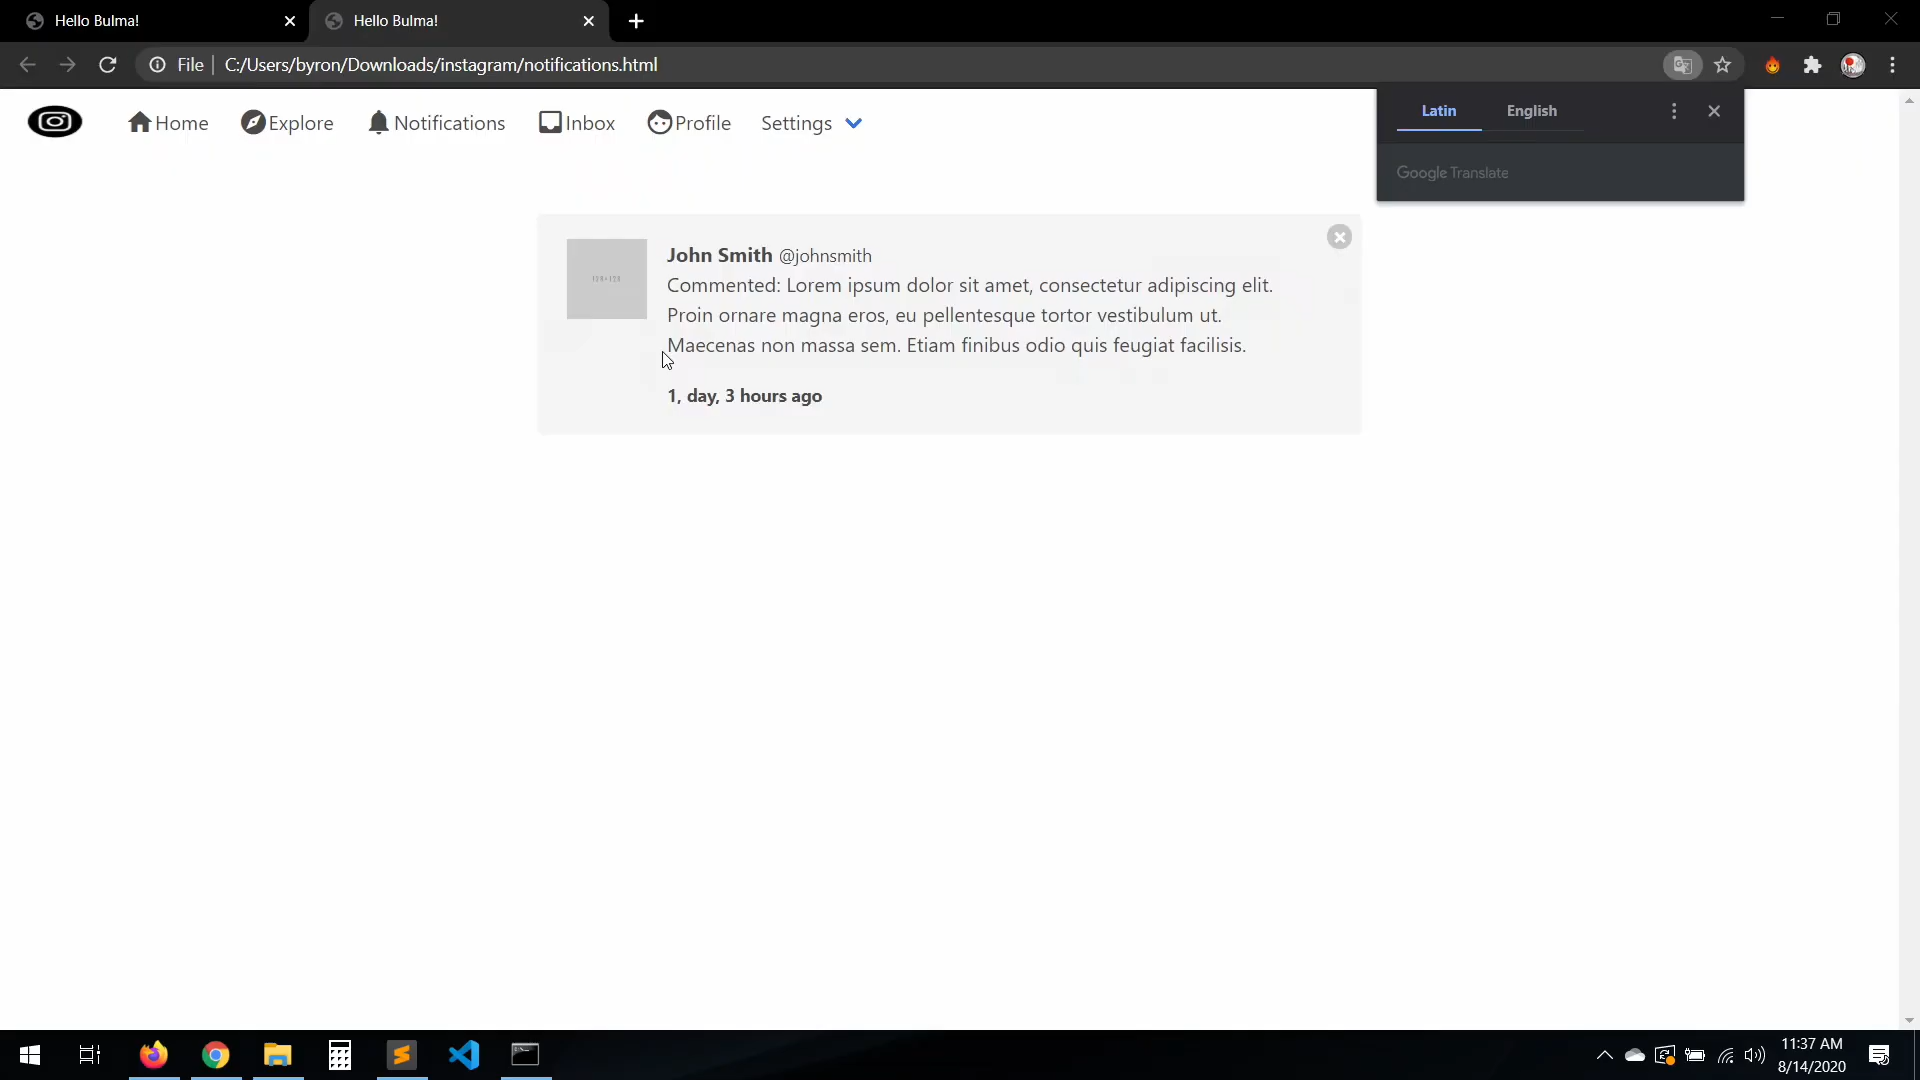 Hello Bulma!
Hello Bulma!
File
C:/Users/byron/Downloads/instagram/notifications.html
Home
Explore
Notifications
Inbox
Profile
Settings
Latin
English
Google Translate
John Smith @johnsmith
Commented: Lorem ipsum dolor sit amet, consectetur adipiscing elit.
Proin ornare magna eros, eu pellentesque tortor vestibulum ut.
Maecenas non massa sem. Etiam finibus odio quis feugiat facilisis.
1, day, 3 hours ago
128×128
11:37 AM
8/14/2020